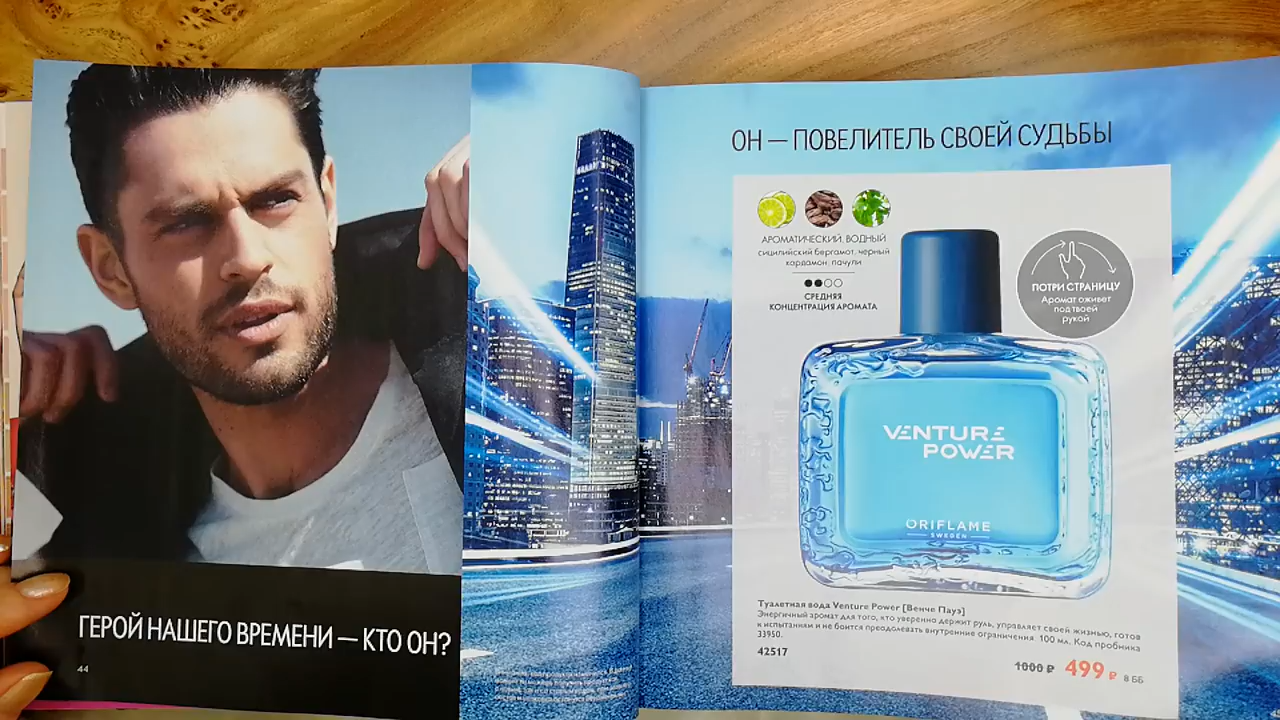 ГЕРОЙ НАШЕГО ВРЕМЕНИ — КТО ОН?
44
ОН — ПОВЕЛИТЕЛЬ СВОЕЙ СУДЬБЫ
АРОМАТИЧЕСКИЙ, ВОДНЫЙ
сицилийский бергамот, черный
кардамон, пачули
СРЕДНЯЯ
КОНЦЕНТРАЦИЯ АРОМАТА
ПОТРИ СТРАНИЦУ
Аромат оживет
под твоей
рукой
VENTURE
POWER
ORIFLAME
SWEDEN
Туалетная вода Venture Power [Венче Пауэ]
Энергичный аромат для того, кто уверенно держит руль, управляет своей жизнью, готов
к испытаниям и не боится преодолевать внутренние ограничения. 100 мл. Код пробника
33950.
42517
1000 ₽ 499 ₽ 8 ББ